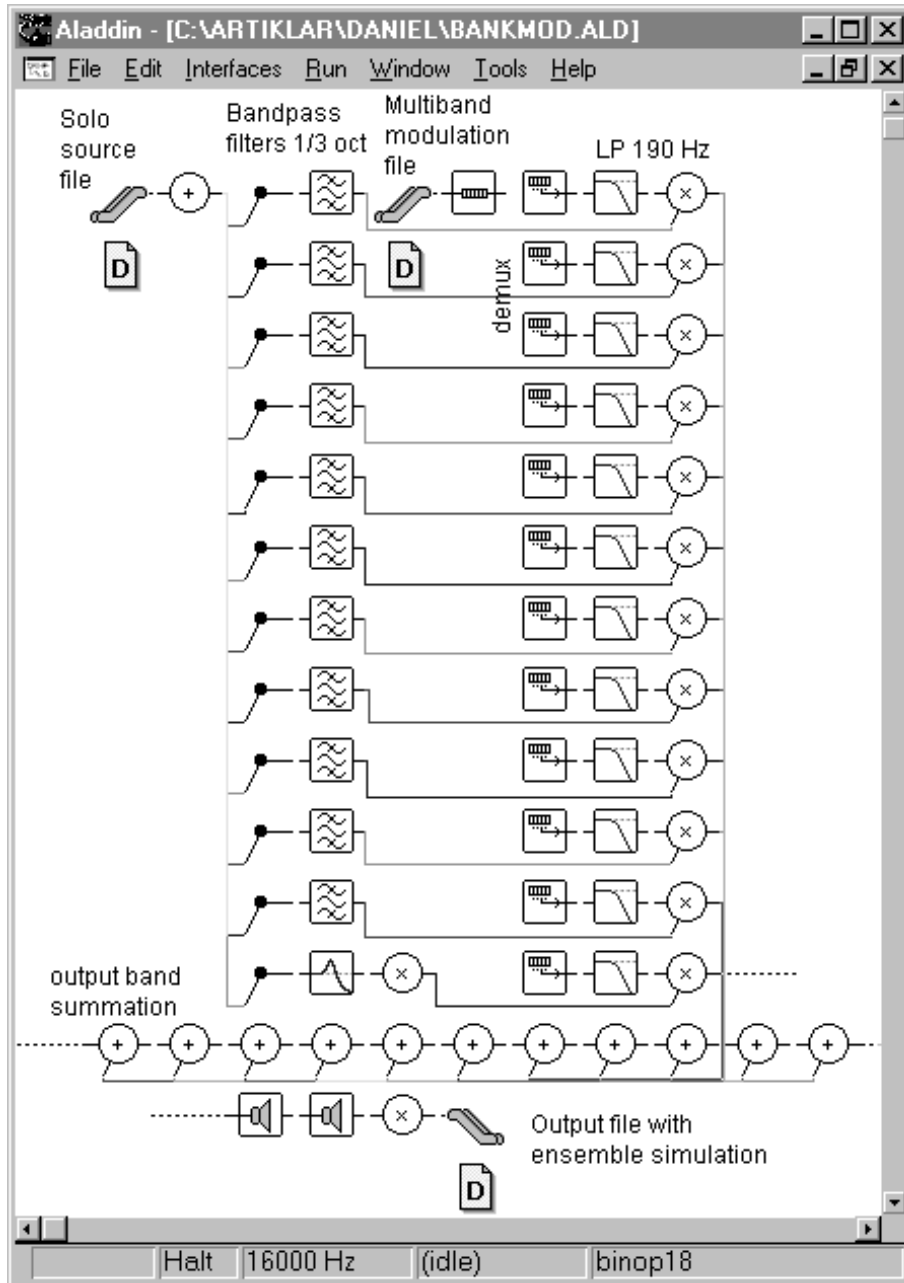 Aladdin - [C:\ARTIKLAR\DANIEL\BANKMOD.ALD]
File Edit Interfaces Run Window Tools Help
Solo
source
file
Bandpass
filters 1/3 oct
Multiband
modulation
file
LP 190 Hz
D
D
demux
output band
summation
Output file with
ensemble simulation
D
Halt 16000 Hz (idle) binop18